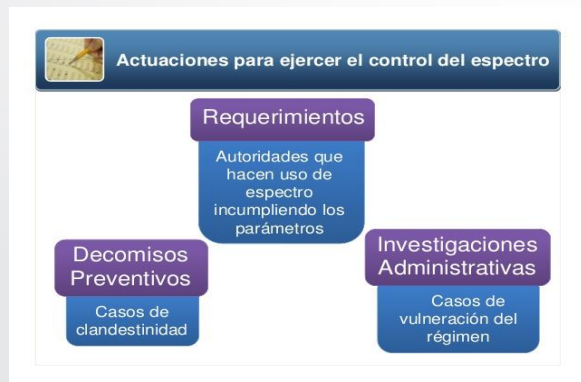 Actuaciones para ejercer el control del espectro
Requerimientos
Autoridades que
hacen uso de
espectro
incumpliendo los
parámetros
Decomisos
Preventivos
Casos de
clandestinidad
Investigaciones
Administrativas
Casos de
vulneración del
régimen